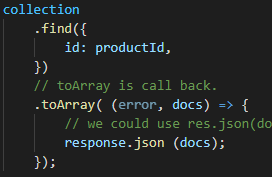 collection
.find({
id: productId,
})
// toArray is call back.
.toArray( (error, docs) => {
// we could use res.json(do
response.json (docs);
});